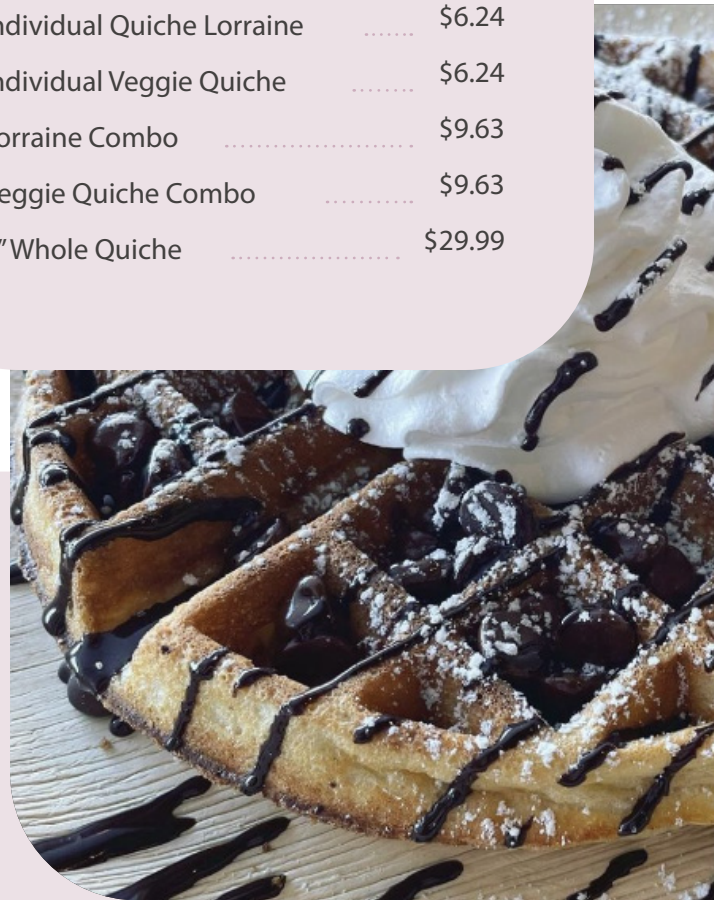 ndividual Quiche Lorraine ....... $6.24
ndividual Veggie Quiche ........ $6.24
orraine Combo ........................ $9.63
eggie Quiche Combo ........... $9.63
” Whole Quiche ...................... $29.99